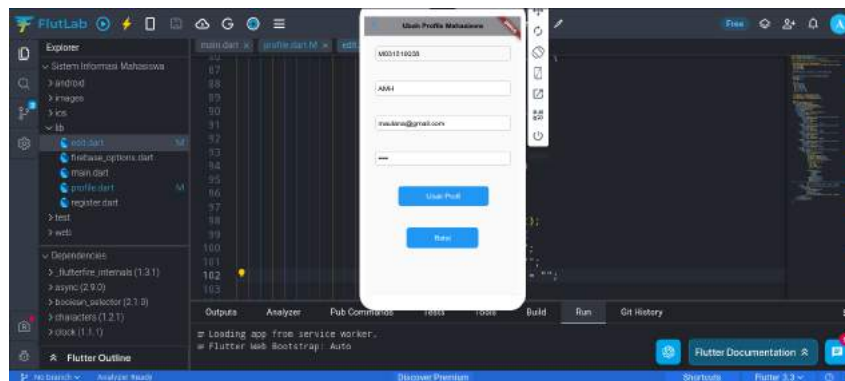 FlutLab
Free
Explorer
main.dart × profile.dart M × edit.
Sistem Informasi Mahasiswa
android
images
ios
lib
edit.dart M
firebase_options.dart
main.dart
profile.dart M
register.dart
test
web
Dependencies
_flutterfire_internals (1.3.1)
async (2.9.0)
boolean_selector (2.1.0)
characters (1.2.1)
clock (1.1.1)
Flutter Outline
87
88
89
90
91
92
93
94
95
96
97
98
99
100
101
102
103
Ubah Profile Mahasiswa
AMH
maulana@gmail.com
Ubah Profil
Batal
Outputs Analyzer Pub Commands Tests Tools Build Run Git History
Loading app from service worker.
Flutter Web Bootstrap: Auto
Flutter Documentation
no branch Analyzer Ready Discover Premium Shortcuts Flutter 3.3